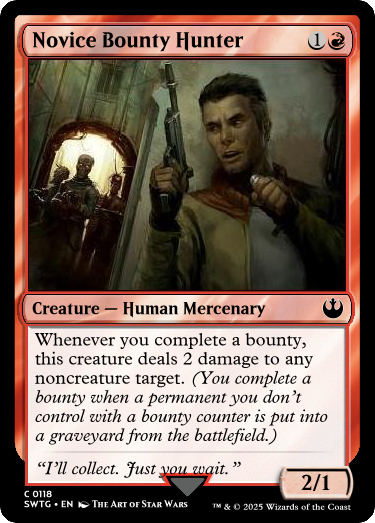 Novice Bounty Hunter 1
Creature — Human Mercenary
Whenever you complete a bounty,
this creature deals 2 damage to any
noncreature target. (You complete a
bounty when a permanent you don't
control with a bounty counter is put into
a graveyard from the battlefield.)
"I'll collect. Just you wait."
2/1
C 0118
SWTG • EN The Art of Star Wars
™ & © 2025 Wizards of the Coast